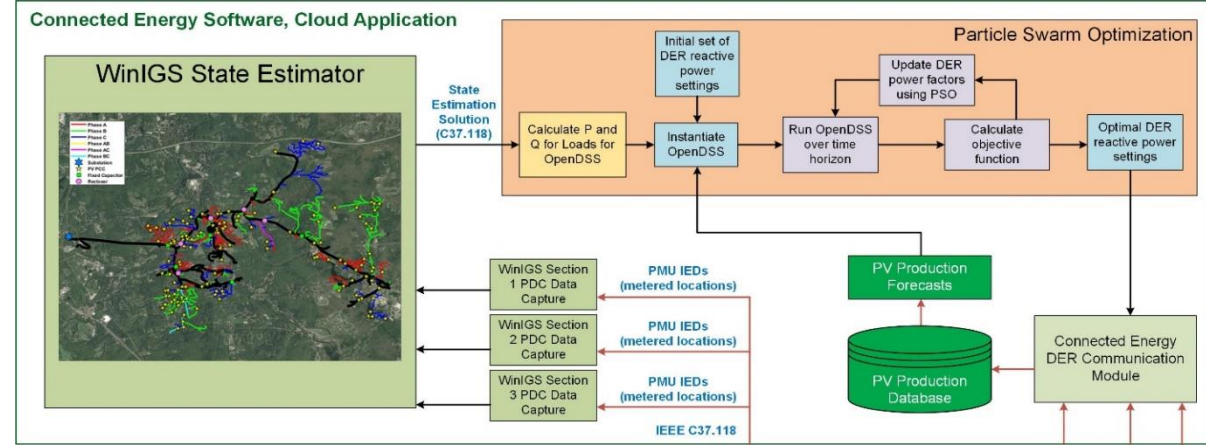 Connected Energy Software, Cloud Application
WinIGS State Estimator
Phase A
Phase B
Phase C
Phase AB
Phase AC
Phase BC
Substation
PV PCC
Fixed Capacitor
Recloser
State
Estimation
Solution
(C37.118)
Particle Swarm Optimization
Initial set of
DER reactive
power
settings
Update DER
power factors
using PSO
Calculate P and
Q for Loads for
OpenDSS
Instantiate
OpenDSS
Run OpenDSS
over time
horizon
Calculate
objective
function
Optimal DER
reactive power
settings
WinIGS Section
1 PDC Data
Capture
PMU IEDs
(metered locations)
WinIGS Section
2 PDC Data
Capture
PMU IEDs
(metered locations)
WinIGS Section
3 PDC Data
Capture
PMU IEDs
(metered locations)
IEEE C37.118
PV Production
Forecasts
PV Production
Database
Connected Energy
DER Communication
Module